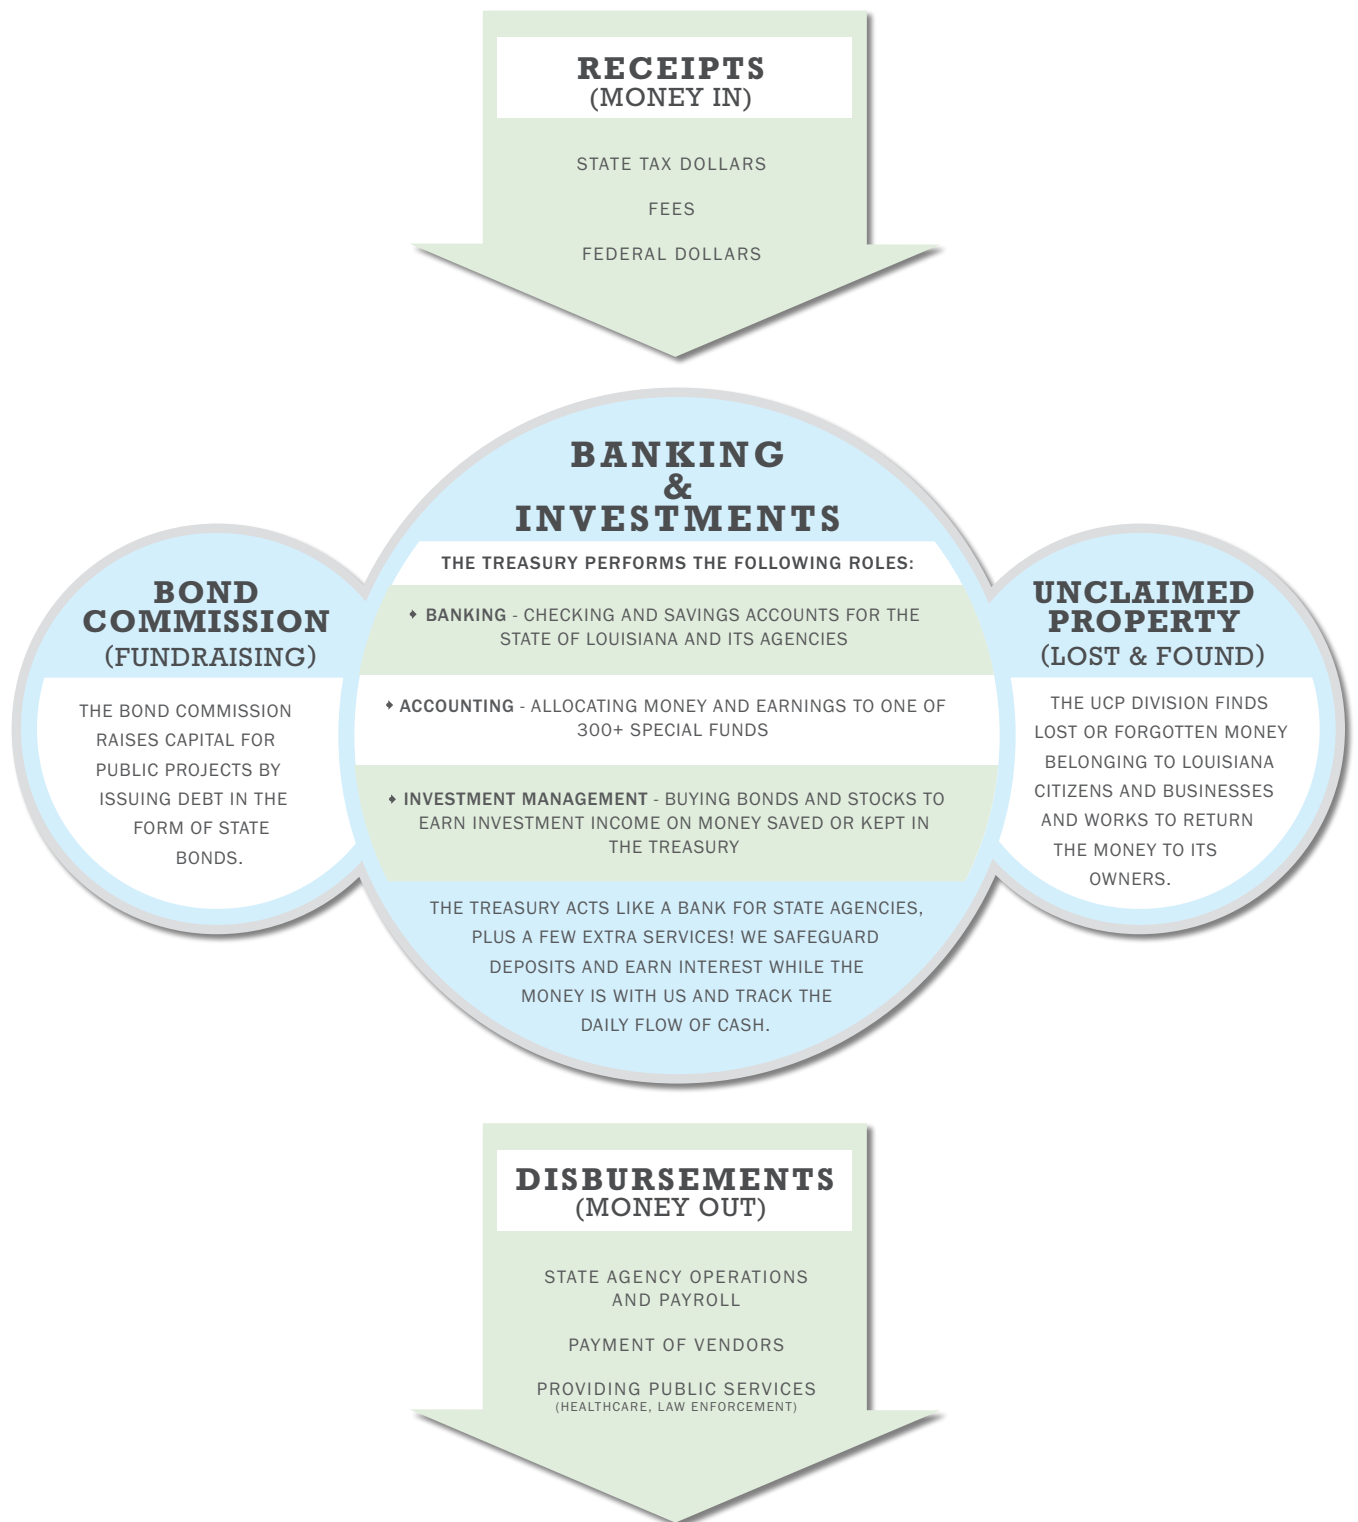 RECEIPTS
(MONEY IN)
STATE TAX DOLLARS
FEES
FEDERAL DOLLARS
BANKING
&
INVESTMENTS
THE TREASURY PERFORMS THE FOLLOWING ROLES:
♦ BANKING - CHECKING AND SAVINGS ACCOUNTS FOR THE
STATE OF LOUISIANA AND ITS AGENCIES
♦ ACCOUNTING - ALLOCATING MONEY AND EARNINGS TO ONE OF
300+ SPECIAL FUNDS
♦ INVESTMENT MANAGEMENT - BUYING BONDS AND STOCKS TO
EARN INVESTMENT INCOME ON MONEY SAVED OR KEPT IN
THE TREASURY
THE TREASURY ACTS LIKE A BANK FOR STATE AGENCIES,
PLUS A FEW EXTRA SERVICES! WE SAFEGUARD
DEPOSITS AND EARN INTEREST WHILE THE
MONEY IS WITH US AND TRACK THE
DAILY FLOW OF CASH.
BOND
COMMISSION
(FUNDRAISING)
THE BOND COMMISSION
RAISES CAPITAL FOR
PUBLIC PROJECTS BY
ISSUING DEBT IN THE
FORM OF STATE
BONDS.
UNCLAIMED
PROPERTY
(LOST & FOUND)
THE UCP DIVISION FINDS
LOST OR FORGOTTEN MONEY
BELONGING TO LOUISIANA
CITIZENS AND BUSINESSES
AND WORKS TO RETURN
THE MONEY TO ITS
OWNERS.
DISBURSEMENTS
(MONEY OUT)
STATE AGENCY OPERATIONS
AND PAYROLL
PAYMENT OF VENDORS
PROVIDING PUBLIC SERVICES
(HEALTHCARE, LAW ENFORCEMENT)